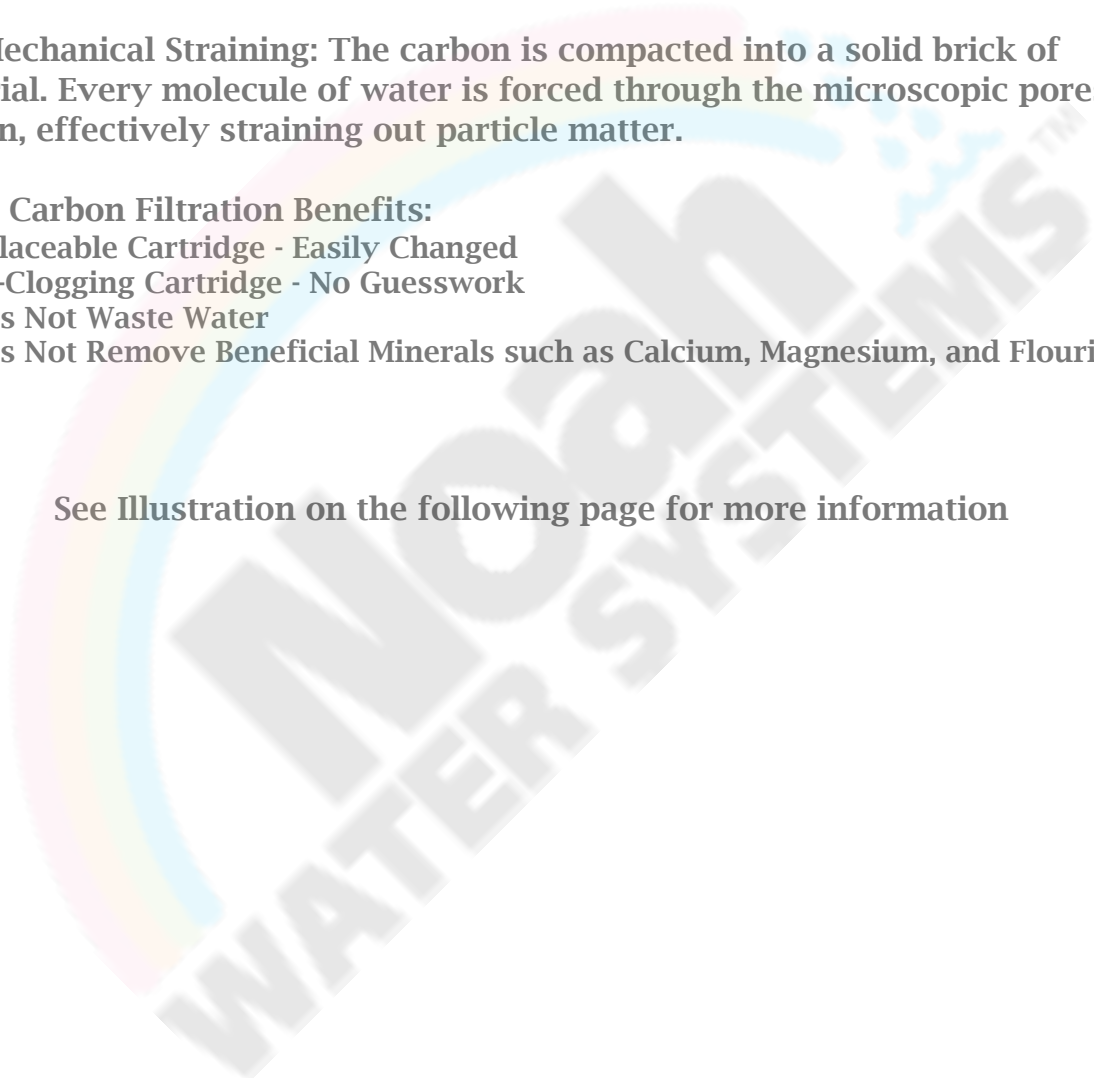 Mechanical Straining: The carbon is compacted into a solid brick of
ial. Every molecule of water is forced through the microscopic pore
n, effectively straining out particle matter.
Carbon Filtration Benefits:
laceable Cartridge - Easily Changed
-Clogging Cartridge - No Guesswork
s Not Waste Water
s Not Remove Beneficial Minerals such as Calcium, Magnesium, and Flouri
See Illustration on the following page for more information
Noah
WATER SYSTEMS™